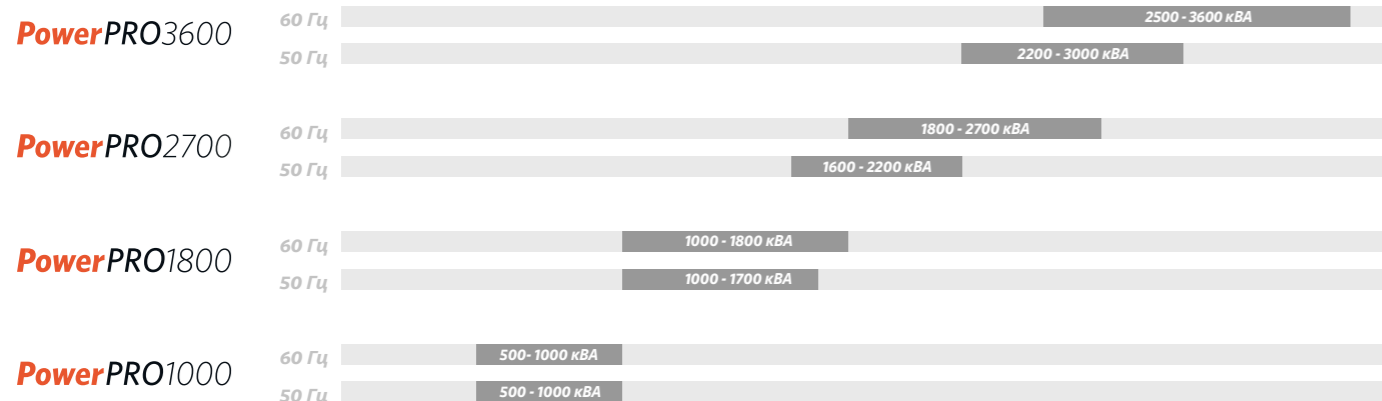 60 Гц 2500 - 3600 кВА
PowerPRO3600
50 Гц 2200 - 3000 кВА
60 Гц 1800 - 2700 кВА
PowerPRO2700
50 Гц 1600 - 2200 кВА
60 Гц 1000 - 1800 кВА
PowerPRO1800
50 Гц 1000 - 1700 кВА
60 Гц 500- 1000 кВА
PowerPRO1000
50 Гц 500 - 1000 кВА